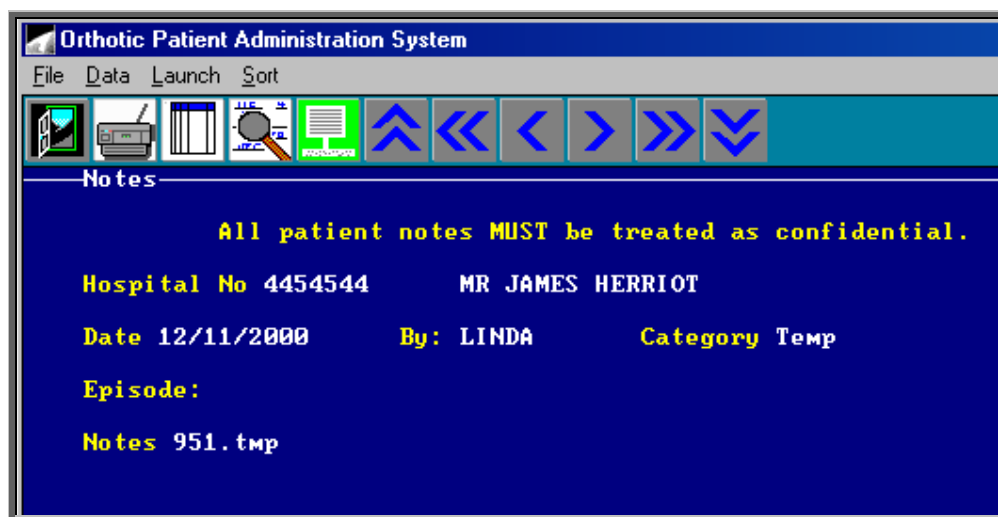 Orthotic Patient Administration System
File Data Launch Sort
Notes
All patient notes MUST be treated as confidential.
Hospital No 4454544 MR JAMES HERRIOT
Date 12/11/2000 By: LINDA Category Temp
Episode:
Notes 951.tmp